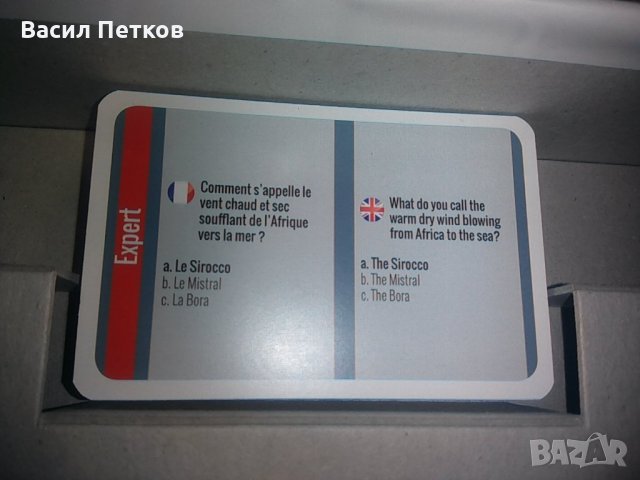 Васил Петков
Expert
Comment s'appelle le
vent chaud et sec
soufflant de l'Afrique
vers la mer ?
a. Le Sirocco
b. Le Mistral
c. La Bora
What do you call the
warm dry wind blowing
from Africa to the sea?
a. The Sirocco
b. The Mistral
c. The Bora
BAZAR